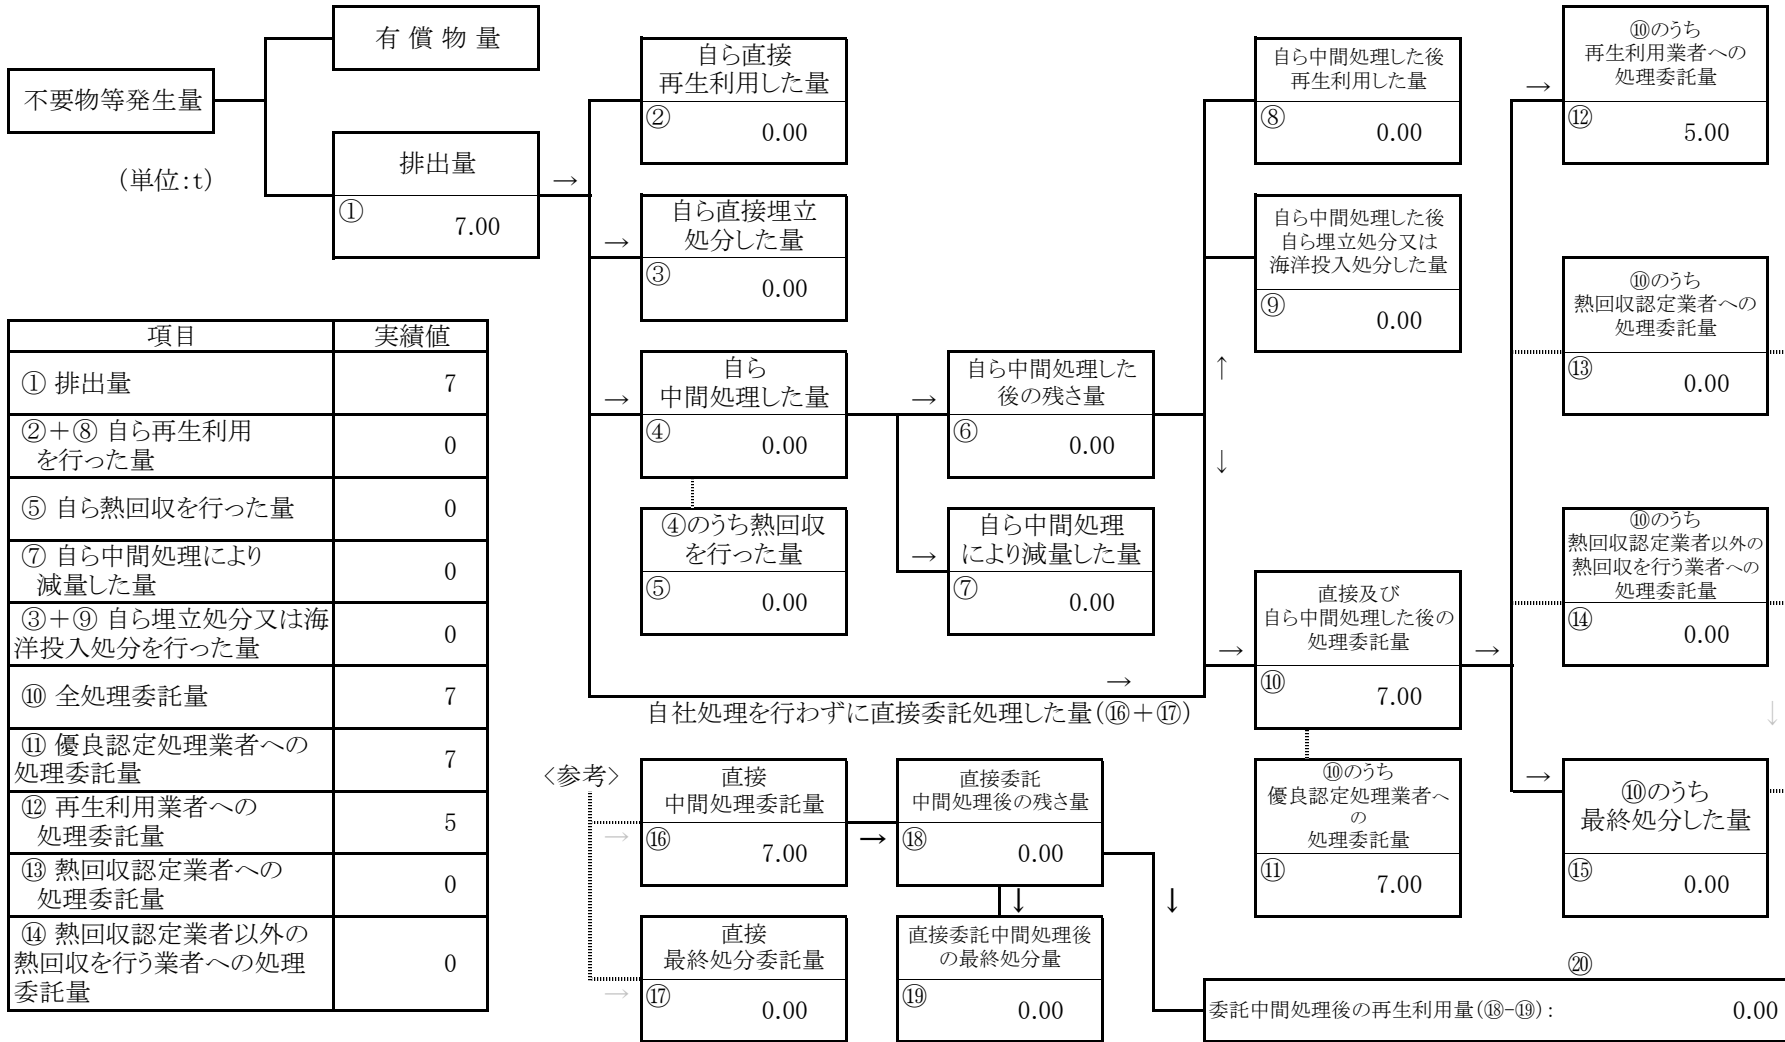 有 償 物 量
不要物等発生量
(単位:t)
排出量
①
7.00
→
自ら直接
再生利用した量
②
0.00
→
自ら直接埋立
処分した量
③
0.00
→
自ら
中間処理した量
④
0.00
④のうち熱回収
を行った量
⑤
0.00
→
自ら中間処理した
後の残さ量
⑥
0.00
→
自ら中間処理
により減量した量
⑦
0.00
自ら中間処理した後
再生利用した量
⑧
0.00
自ら中間処理した後
自ら埋立処分又は
海洋投入処分した量
⑨
0.00
↑
↓
→
直接及び
自ら中間処理した後の
処理委託量
⑩
7.00
→
自社処理を行わずに直接委託処理した量(⑯+⑰)
→
⑩のうち
優良認定処理業者へ
の
処理委託量
⑪
7.00
→
⑩のうち
再生利用業者への
処理委託量
⑫
5.00
⑩のうち
熱回収認定業者への
処理委託量
⑬
0.00
⑩のうち
熱回収認定業者以外の
熱回収を行う業者への
処理委託量
⑭
0.00
↓
→
⑩のうち
最終処分した量
⑮
0.00
〈参考〉
→
直接
中間処理委託量
⑯
7.00
→
直接委託
中間処理後の残さ量
⑱
0.00
↓
↓
→
直接
最終処分委託量
⑰
0.00
直接委託中間処理後
の最終処分量
⑲
0.00
⑳
委託中間処理後の再生利用量(⑱-⑲): 0.00
項目 実績値
① 排出量 7
②+⑧ 自ら再生利用
を行った量 0
⑤ 自ら熱回収を行った量 0
⑦ 自ら中間処理により
減量した量 0
③+⑨ 自ら埋立処分又は海
洋投入処分を行った量 0
⑩ 全処理委託量 7
⑪ 優良認定処理業者への
処理委託量 7
⑫ 再生利用業者への
処理委託量 5
⑬ 熱回収認定業者への
処理委託量 0
⑭ 熱回収認定業者以外の
熱回収を行う業者への処理
委託量 0